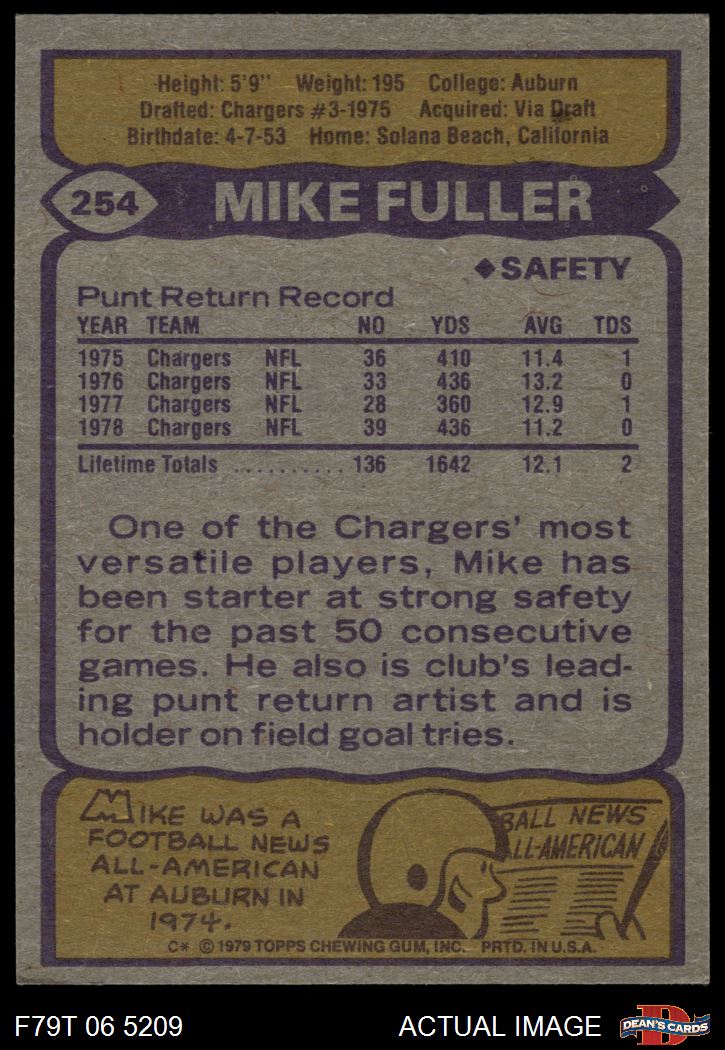 Height: 5'9" Weight: 195 College: Auburn
Drafted: Chargers #3-1975 Acquired: Via Draft
Birthdate: 4-7-53 Home: Solana Beach, California
254 MIKE FULLER
◆SAFETY
Punt Return Record
YEAR TEAM NO YDS AVG TDS
1975 Chargers NFL 36 410 11.4 1
1976 Chargers NFL 33 436 13.2 0
1977 Chargers NFL 28 360 12.9 1
1978 Chargers NFL 39 436 11.2 0
Lifetime Totals .......... 136 1642 12.1 2
One of the Chargers' most
versatile players, Mike has
been starter at strong safety
for the past 50 consecutive
games. He also is club's lead-
ing punt return artist and is
holder on field goal tries.
MIKE WAS A
FOOTBALL NEWS
ALL-AMERICAN
AT AUBURN IN
1974.
BALL NEWS
LL-AMERICAN
C* © 1979 TOPPS CHEWING GUM, INC. PRTD. IN U.S.A.
F79T 06 5209 ACTUAL IMAGE D DEAN'S CARDS